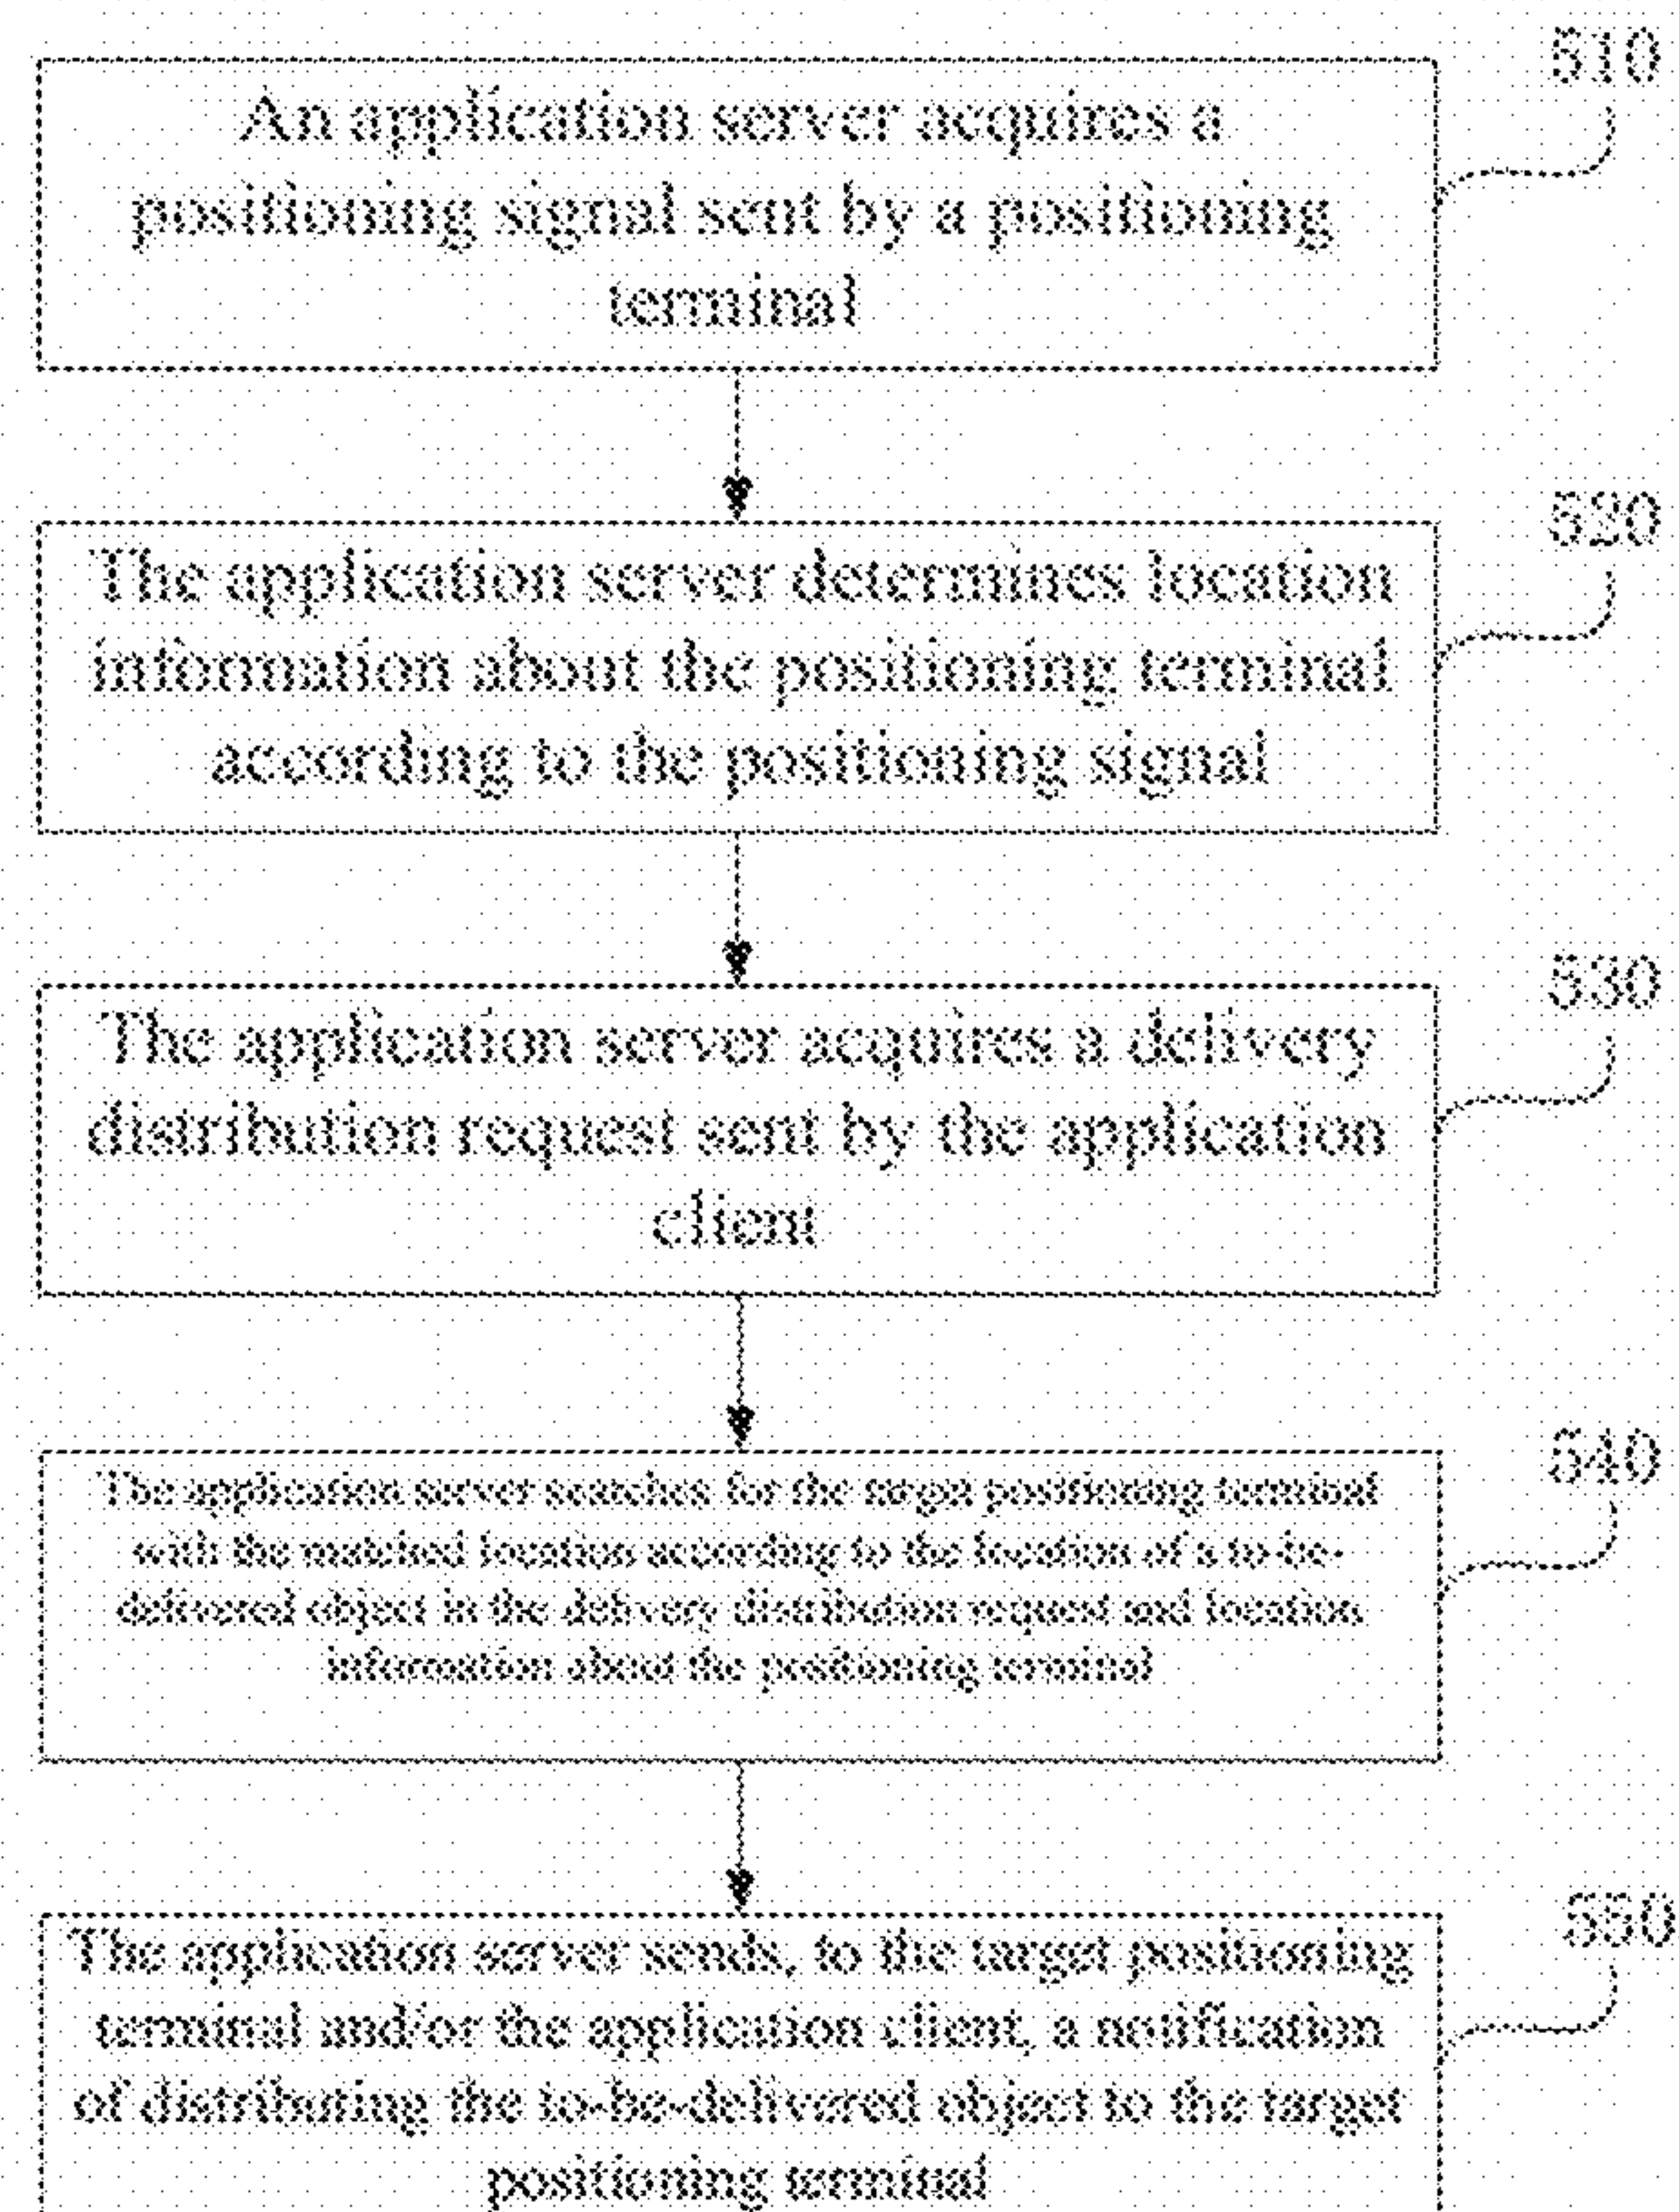 510
An application server acquires a
positioning signal sent by a positioning
terminal
520
The application server determines location
information about the positioning terminal
according to the positioning signal
530
The application server acquires a delivery
distribution request sent by the application
client
540
The application server searches for the target positioning terminal
with the matched location according to the location of a to-be-
delivered object in the delivery distribution request and location
information about the positioning terminal
550
The application server sends, to the target positioning
terminal and/or the application client, a notification
of distributing the to-be-delivered object to the target
positioning terminal